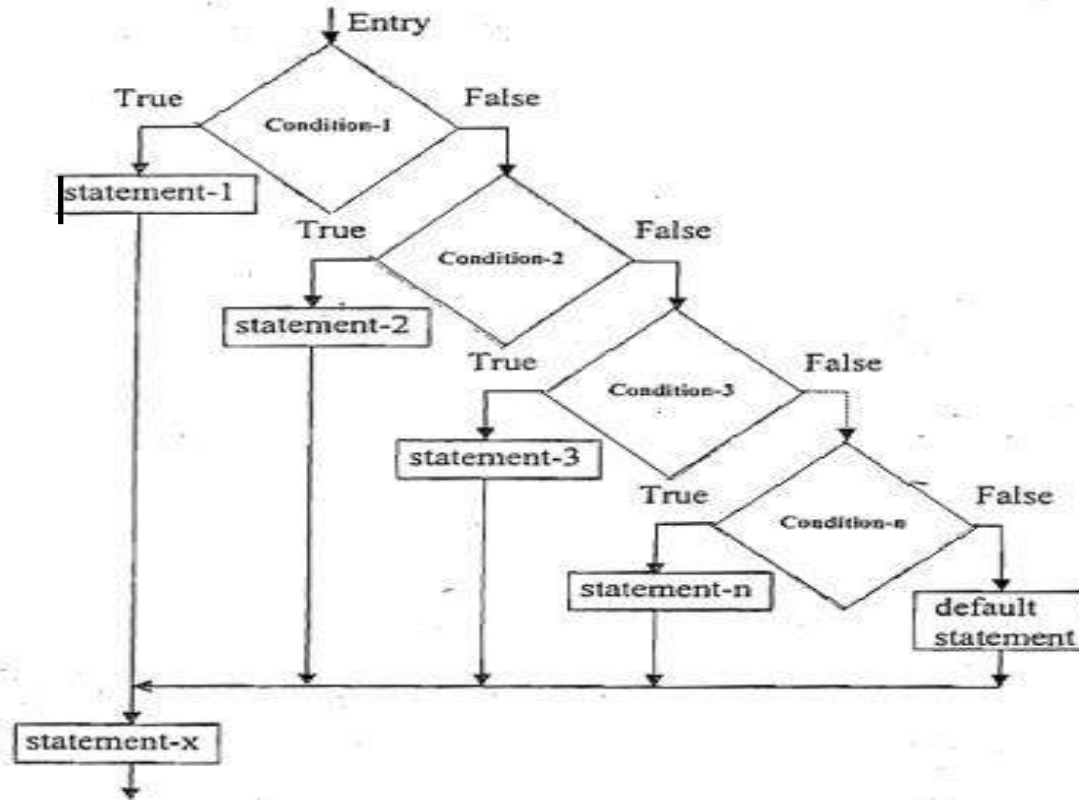 Entry
True
False
Condition-1
statement-1
True
False
Condition-2
statement-2
True
False
Condition-3
statement-3
True
False
Condition-n
statement-n
default
statement
statement-x